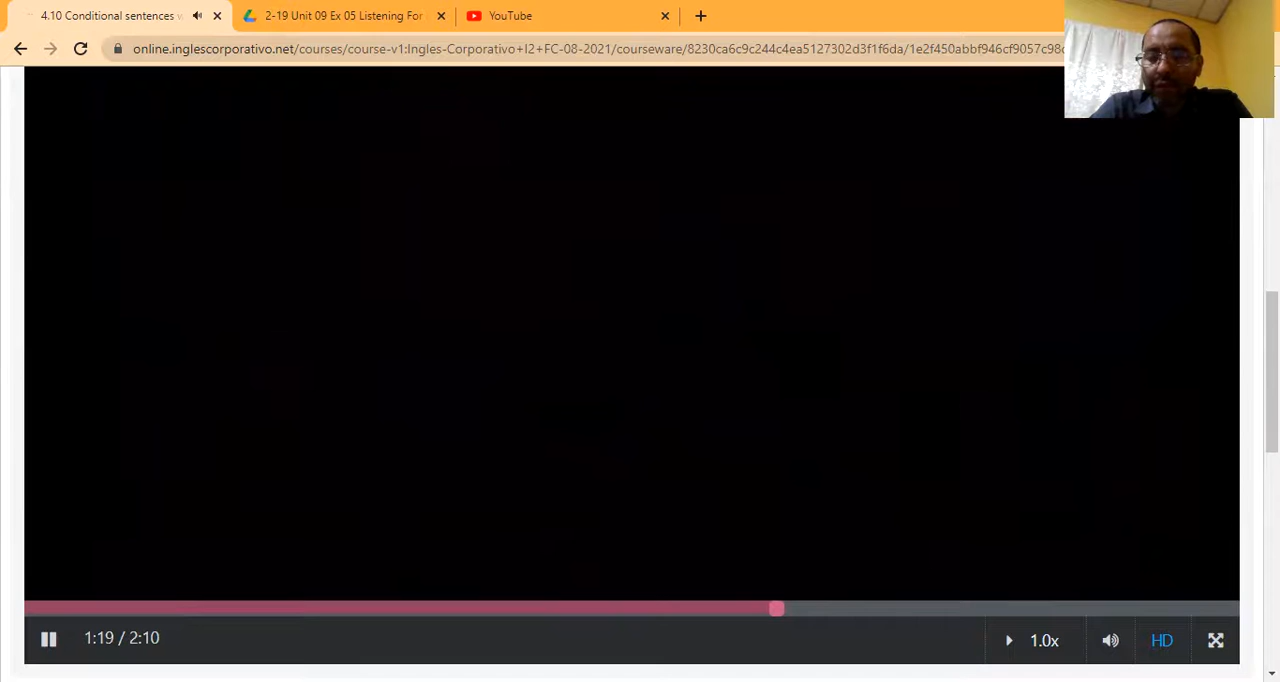 4.10 Conditional sentences
2-19 Unit 09 Ex 05 Listening For
YouTube
online.inglescorporativo.net/courses/course-v1:Ingles-Corporativo+I2+FC-08-2021/courseware/8230ca6c9c244c4ea5127302d3f1f6da/1e2f450abbf946cf9057c98c
1:19 / 2:10
1.0x
HD